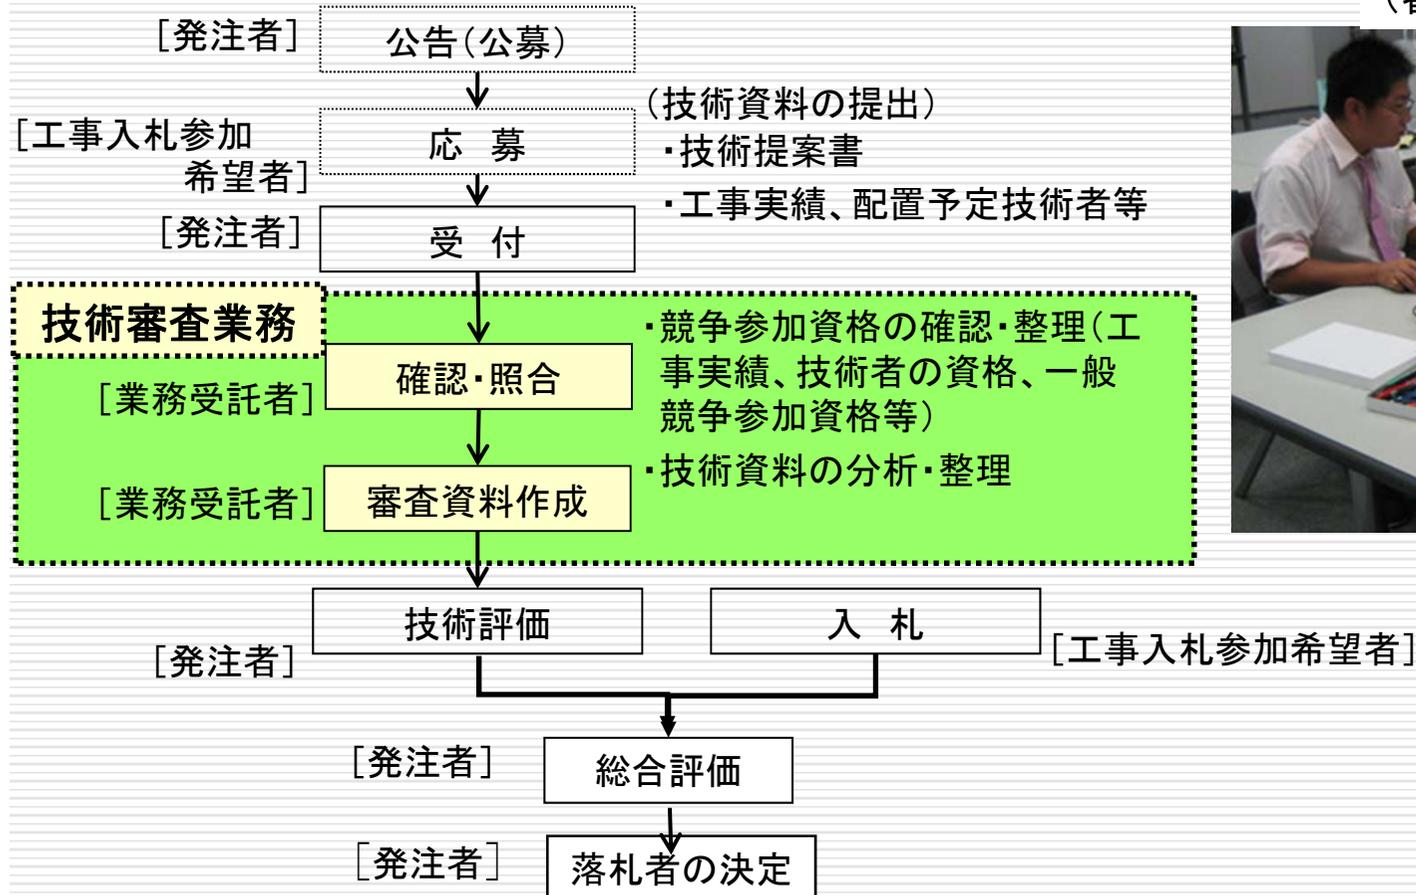 [発注者]
公告(公募)
(技術資料の提出)
[工事入札参加
希望者]
応 募
・技術提案書
・工事実績、配置予定技術者等
[発注者]
受 付
技術審査業務
・競争参加資格の確認・整理(工
事実績、技術者の資格、一般
競争参加資格等)
[業務受託者]
確認・照合
・技術資料の分析・整理
[業務受託者]
審査資料作成
[発注者]
技術評価
入 札
[工事入札参加希望者]
[発注者]
総合評価
[発注者]
落札者の決定